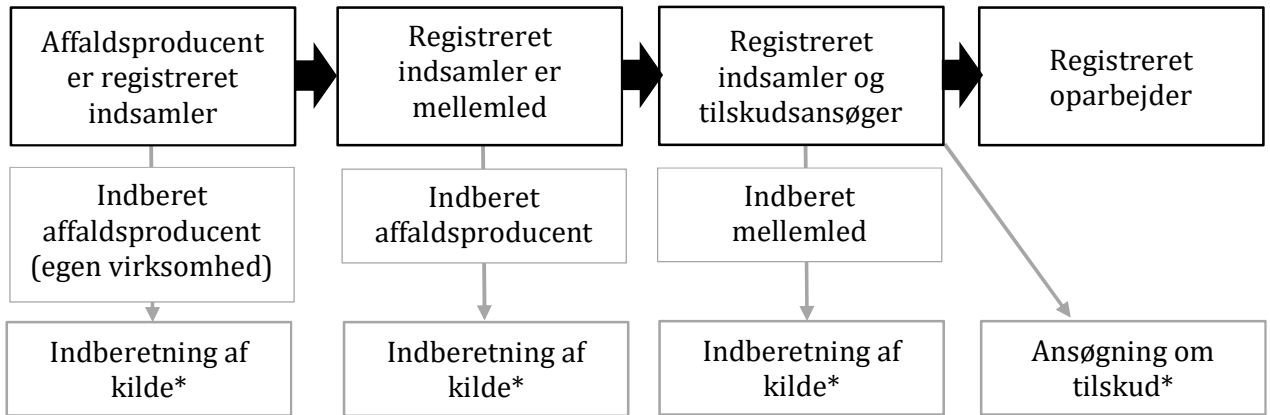 Affaldsproducent
er registreret
indsamler
Registreret
indsamler er
mellemled
Registreret
indsamler og
tilskudsansøger
Registreret
oparbejder
Indberet
affaldsproducent
(egen virksomhed)
Indberet
affaldsproducent
Indberet
mellemled
Indberetning af
kilde*
Indberetning af
kilde*
Indberetning af
kilde*
Ansøgning om
tilskud*